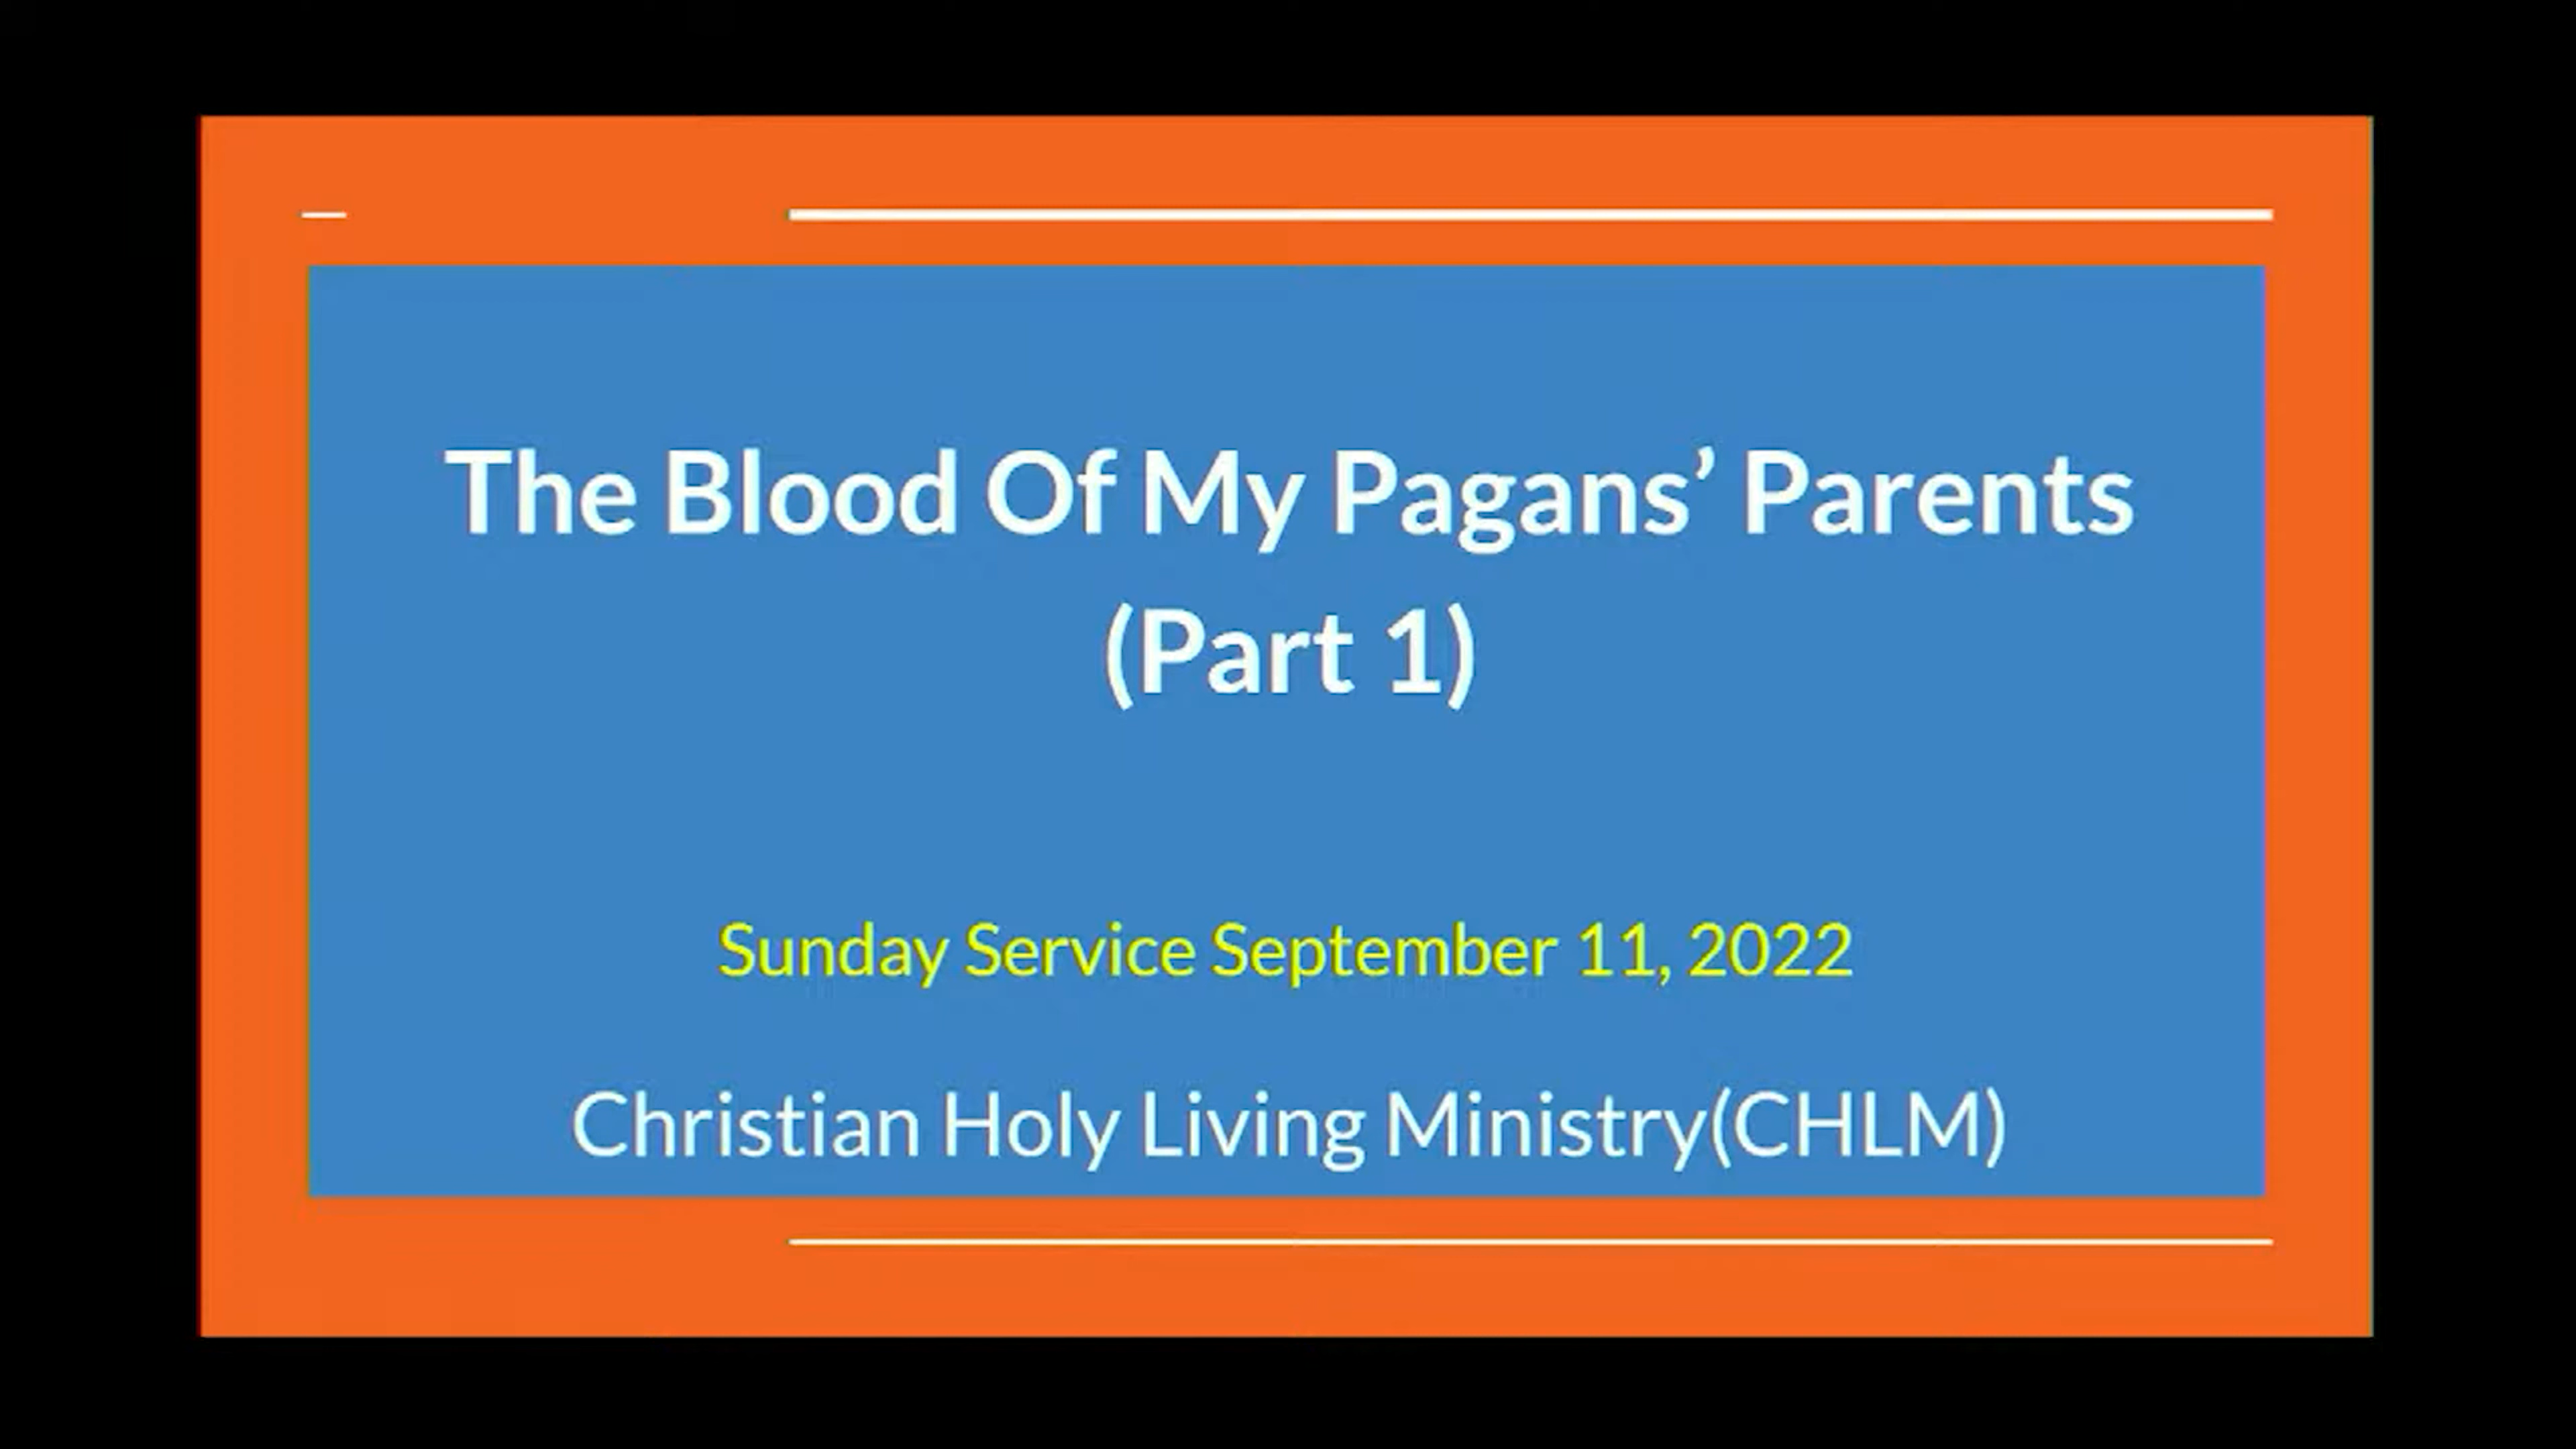 The Blood Of My Pagans’ Parents
(Part 1)
Sunday Service September 11, 2022
Christian Holy Living Ministry(CHLM)